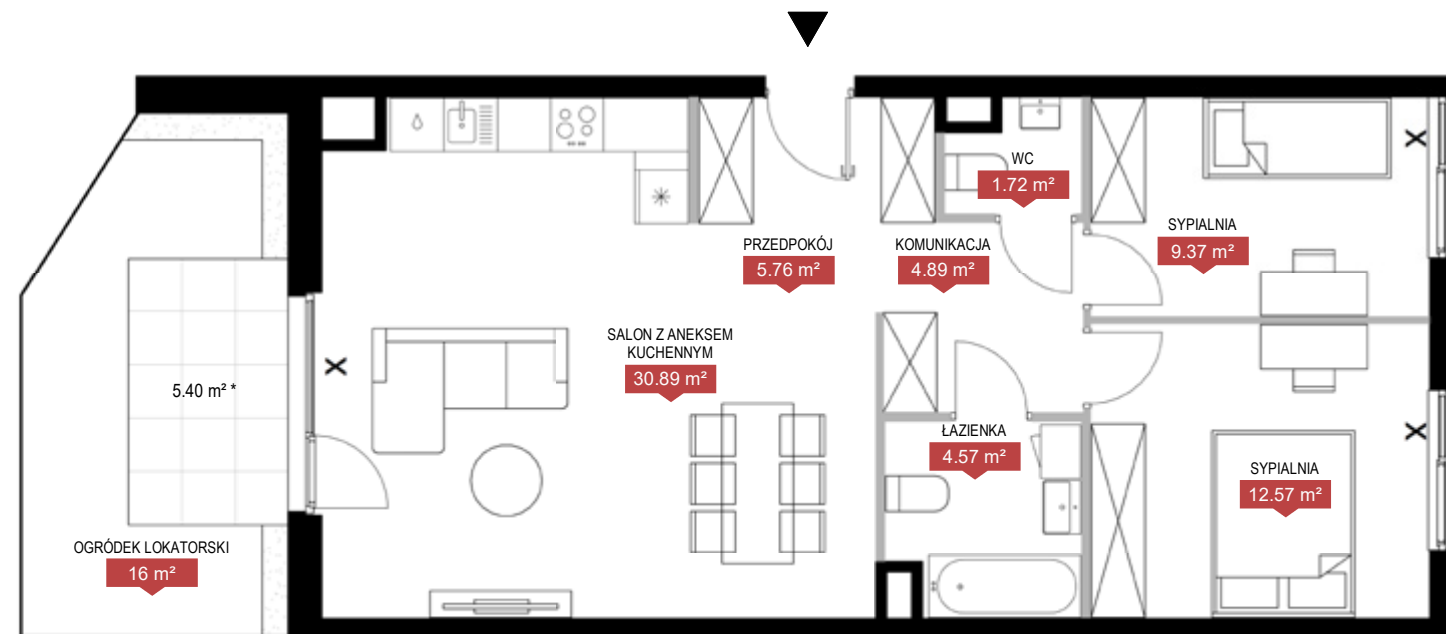 WC
1.72 m²
SYPIALNIA
9.37 m²
PRZEDPOKÓJ
5.76 m²
KOMUNIKACJA
4.89 m²
SALON Z ANEKSEM
KUCHENNYM
30.89 m²
5.40 m² *
ŁAZIENKA
4.57 m²
SYPIALNIA
12.57 m²
OGRÓDEK LOKATORSKI
16 m²